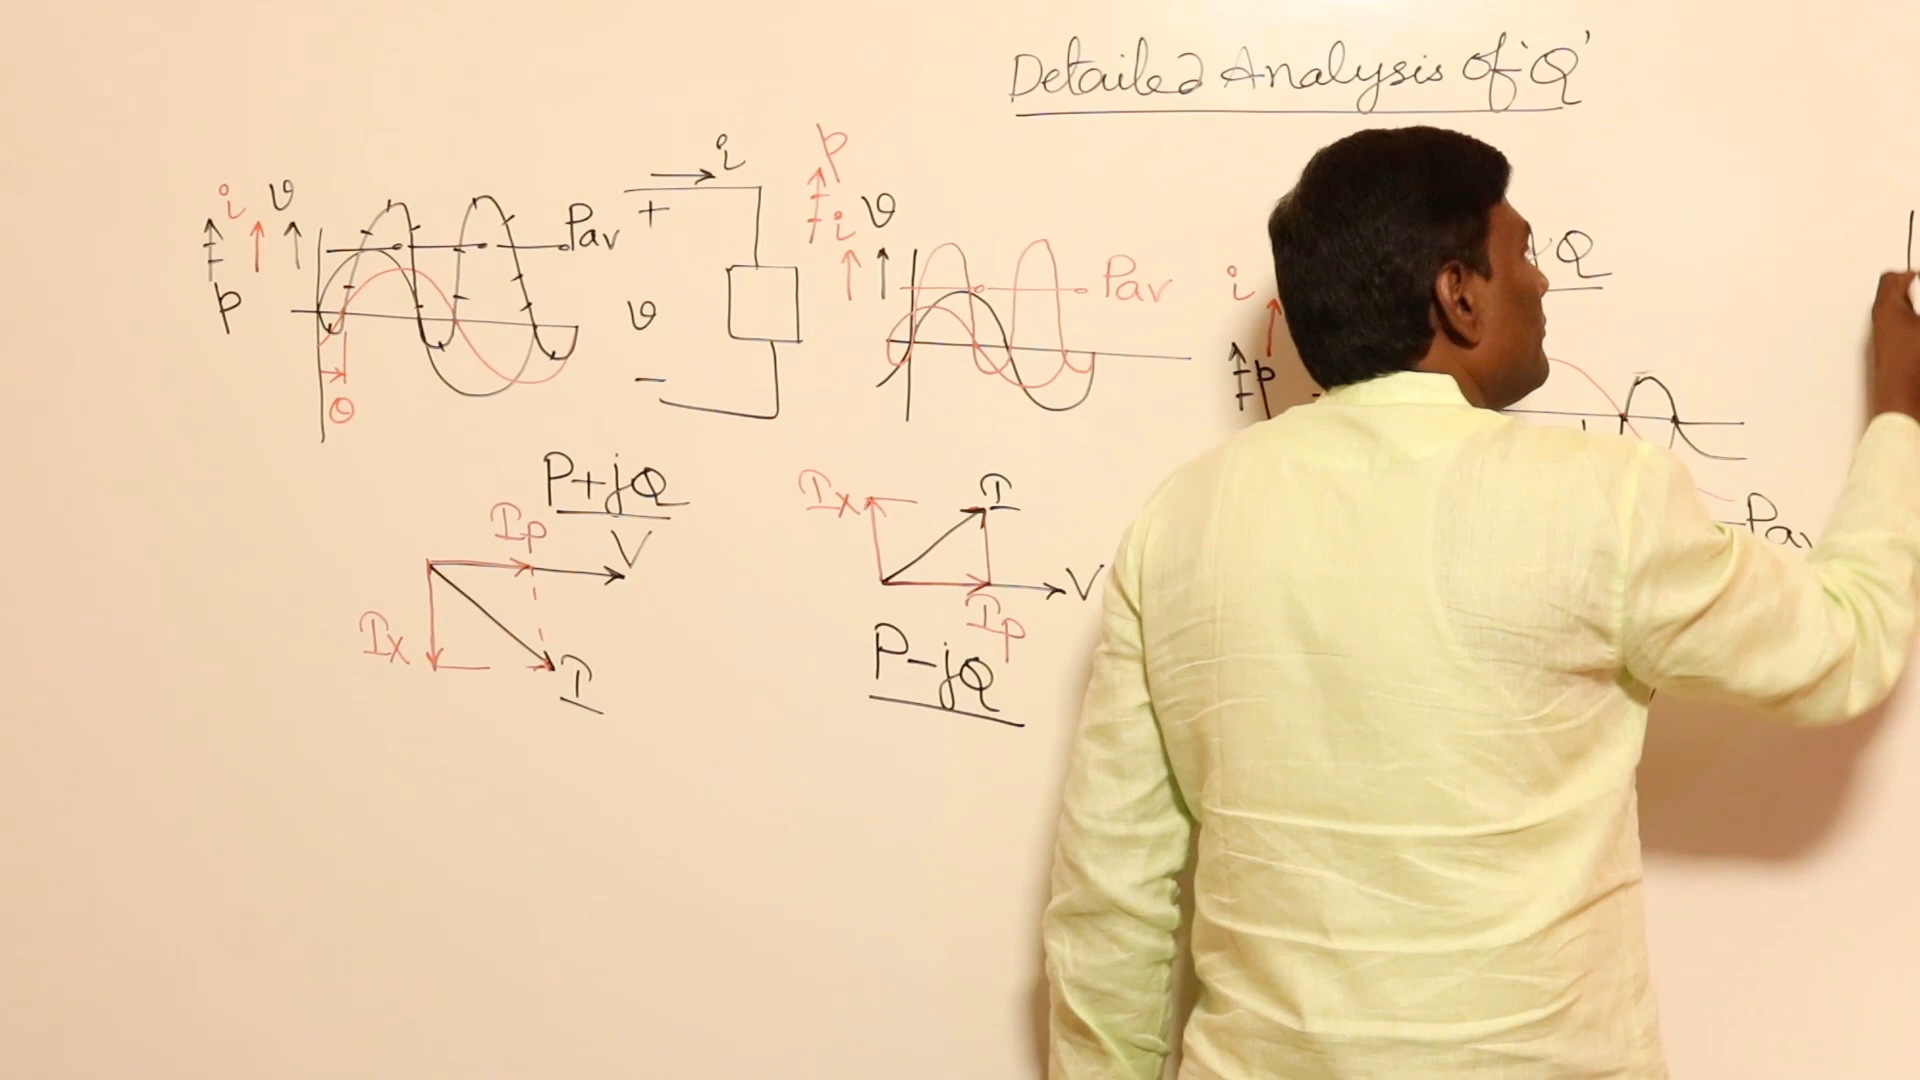 Detailed Analysis of 'Q'
i v
p
Pav
θ
i
+
v
−
p
i v
Pav
Q
i
p
Pav
P+jQ
Ip
V
Ix
I
Ix
I
V
Ip
P-jQ